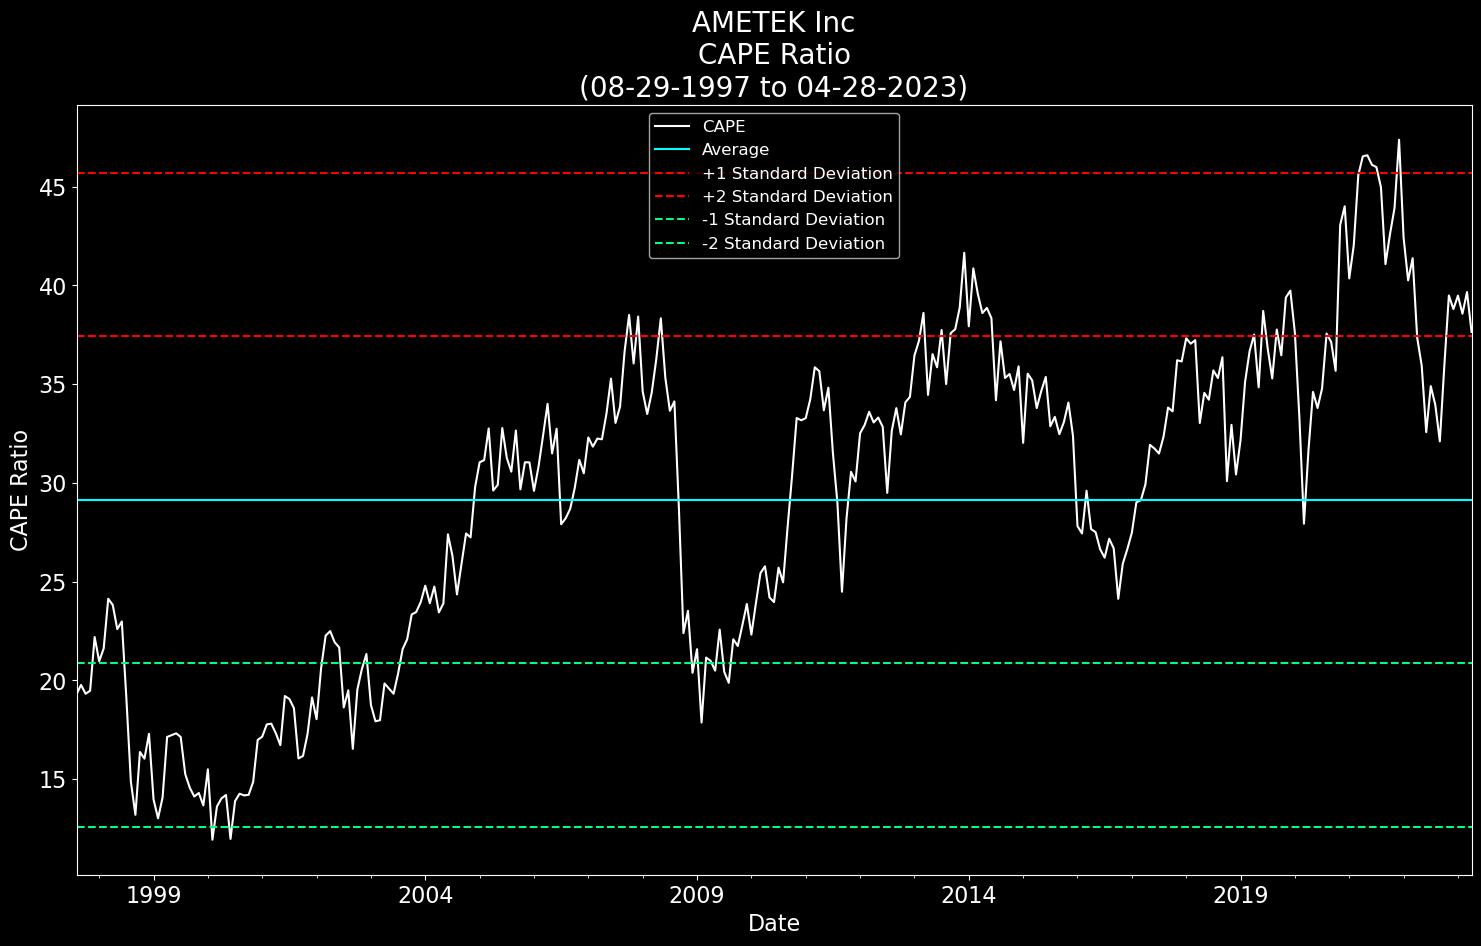 AMETEK Inc
CAPE Ratio
(08-29-1997 to 04-28-2023)
CAPE
Average
+1 Standard Deviation
+2 Standard Deviation
-1 Standard Deviation
-2 Standard Deviation
CAPE Ratio
45
40
35
30
25
20
15
1999 2004 2009 2014 2019
Date